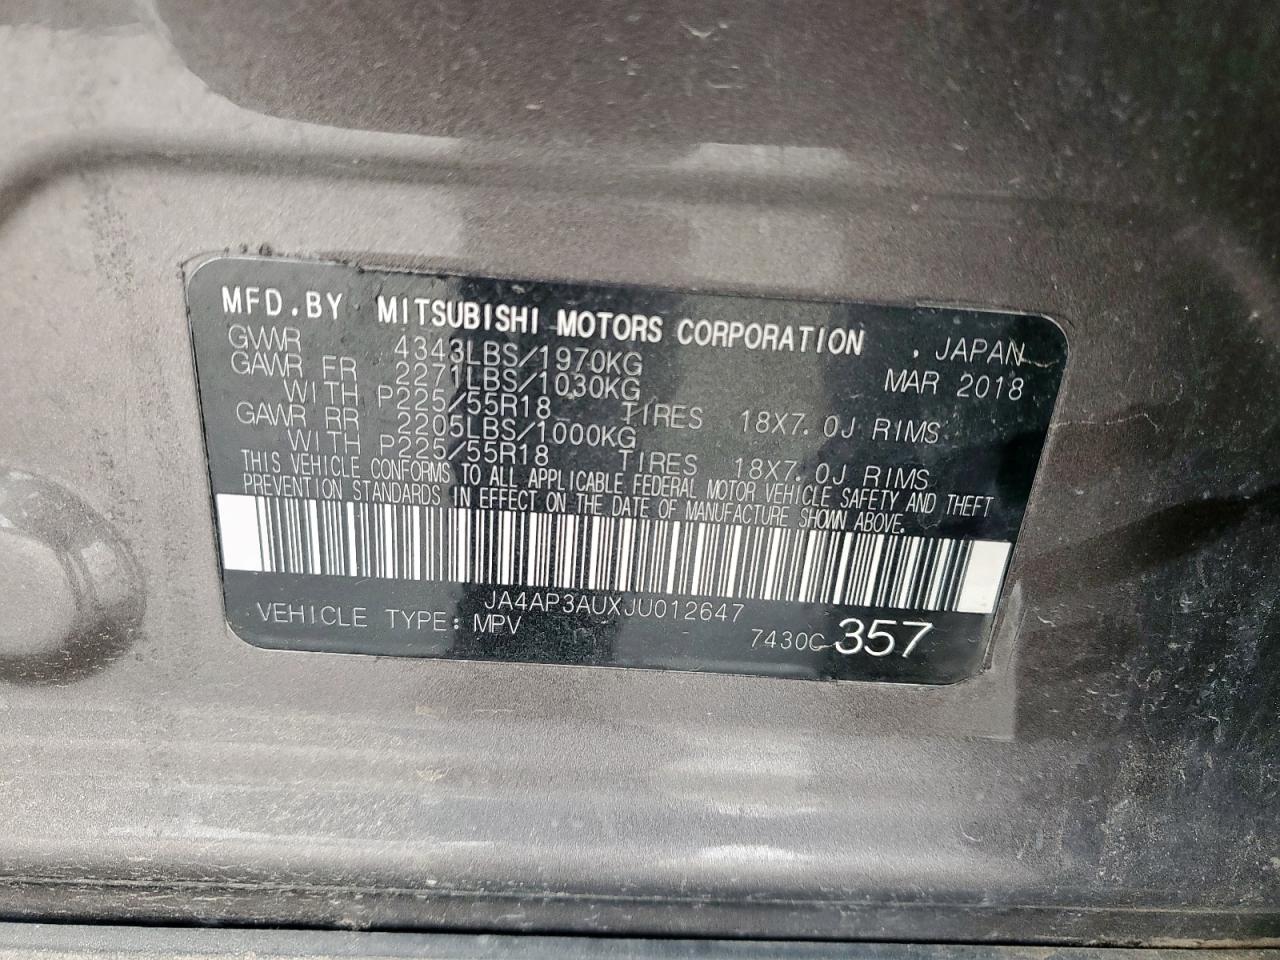 MFD.BY MITSUBISHI MOTORS CORPORATION . JAPAN
GVWR 4343LBS/1970KG MAR 2018
GAWR FR 2271LBS/1030KG
WITH P225/55R18 TIRES 18X7.0J RIMS
GAWR RR 2205LBS/1000KG
WITH P225/55R18 TIRES 18X7.0J RIMS
THIS VEHICLE CONFORMS TO ALL APPLICABLE FEDERAL MOTOR VEHICLE SAFETY AND THEFT
PREVENTION STANDARDS IN EFFECT ON THE DATE OF MANUFACTURE SHOWN ABOVE.
JA4AP3AUXJU012647
VEHICLE TYPE: MPV
7430C 357